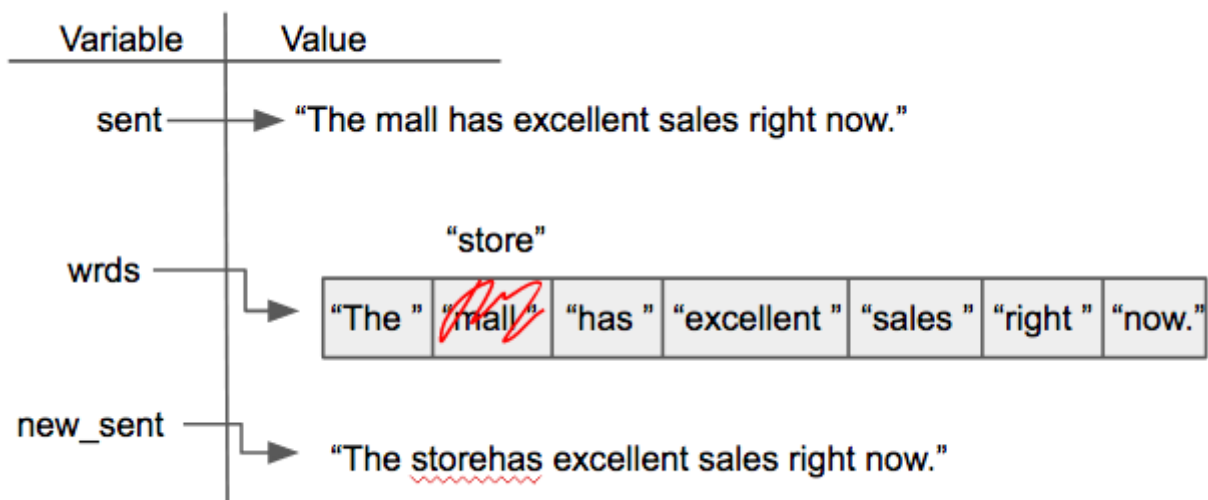 Variable Value
sent “The mall has excellent sales right now.”
“store”
wrds “The ” “mall ” “has ” “excellent ” “sales ” “right ” “now.”
new_sent “The storehas excellent sales right now.”